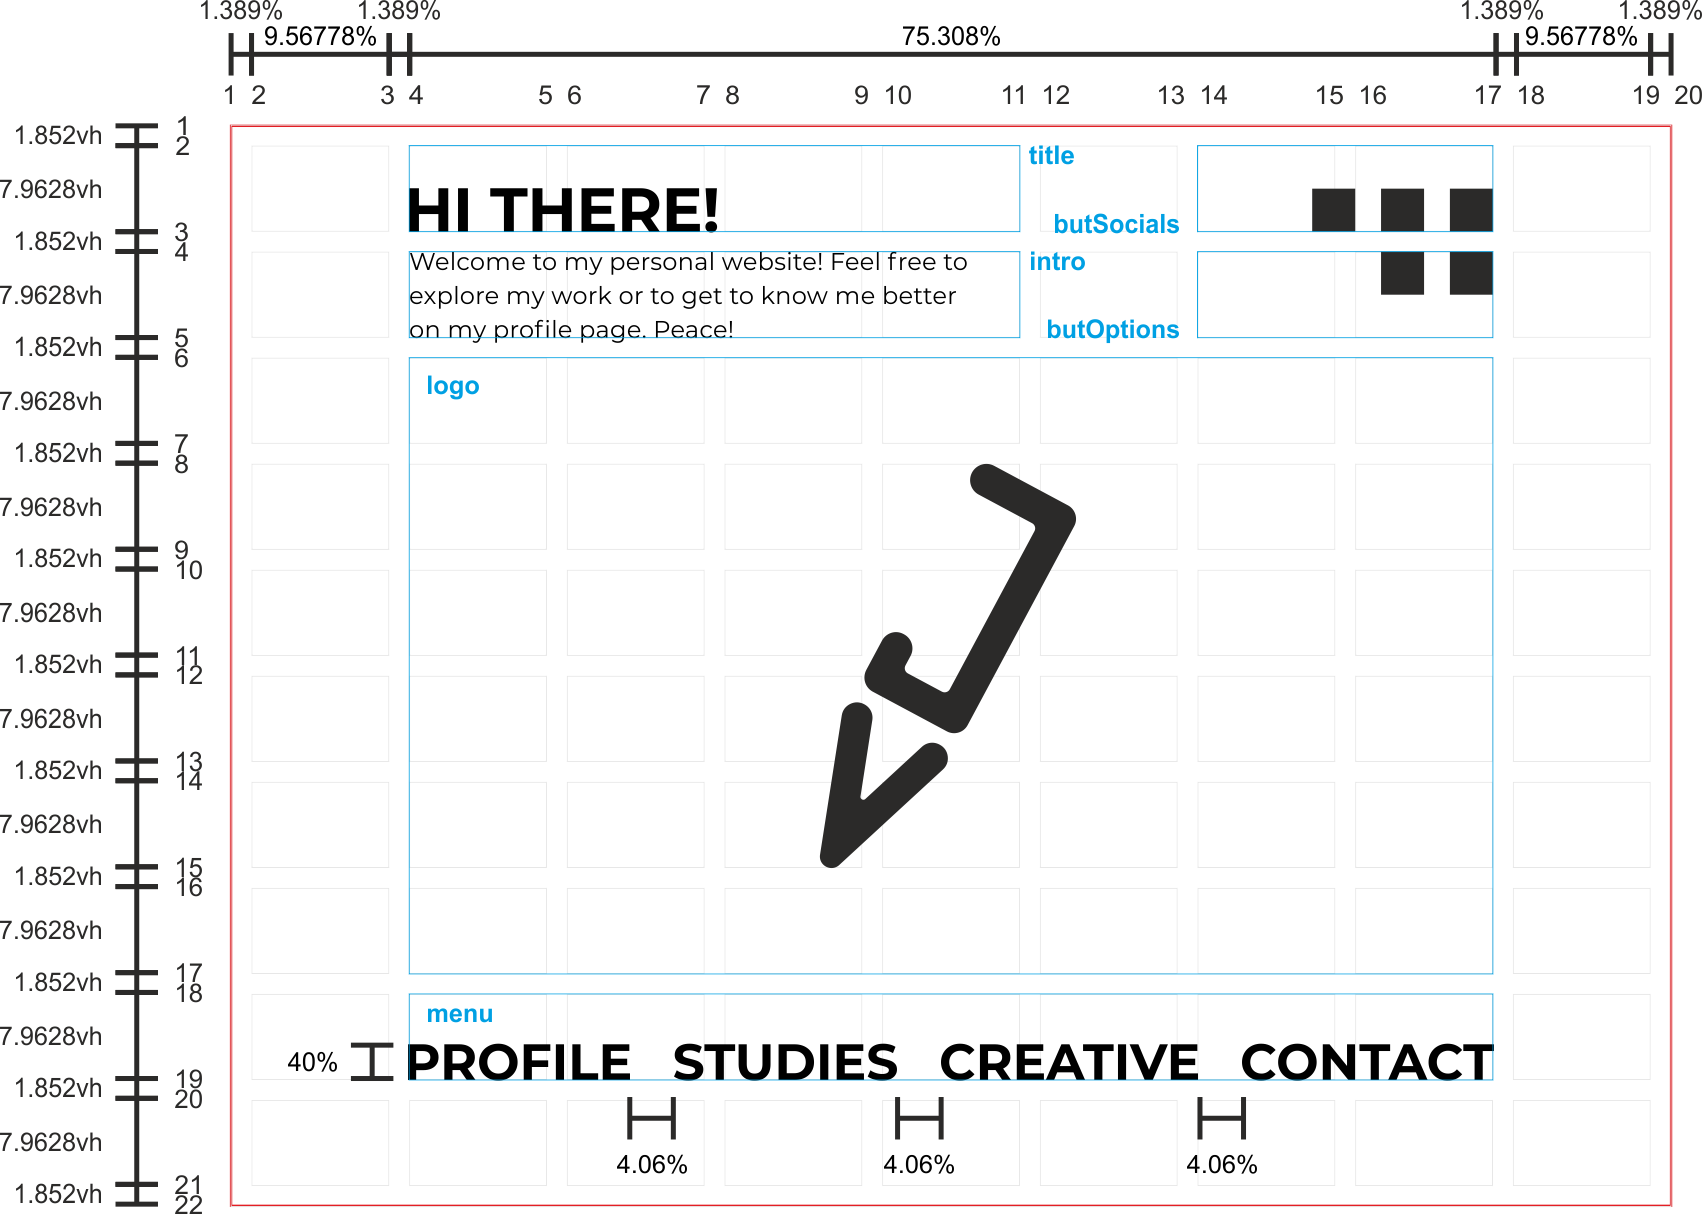 1.389% 1.389% 1.389% 1.389%
9.56778% 75.308% 9.56778%
1 2 3 4 5 6 7 8 9 10 11 12 13 14 15 16 17 18 19 20
1.852vh 1
2
title
7.9628vh
HI THERE!
butSocials
3
1.852vh
4
Welcome to my personal website! Feel free to
intro
explore my work or to get to know me better
7.9628vh
on my profile page. Peace!
butOptions
5
1.852vh
6
logo
7.9628vh
7
1.852vh
8
7.9628vh
9
1.852vh
10
7.9628vh
11
1.852vh
12
7.9628vh
13
1.852vh
14
7.9628vh
15
1.852vh
16
7.9628vh
17
1.852vh
18
menu
7.9628vh
40%
PROFILE STUDIES CREATIVE CONTACT
19
1.852vh
20
7.9628vh
4.06% 4.06% 4.06%
21
1.852vh
22